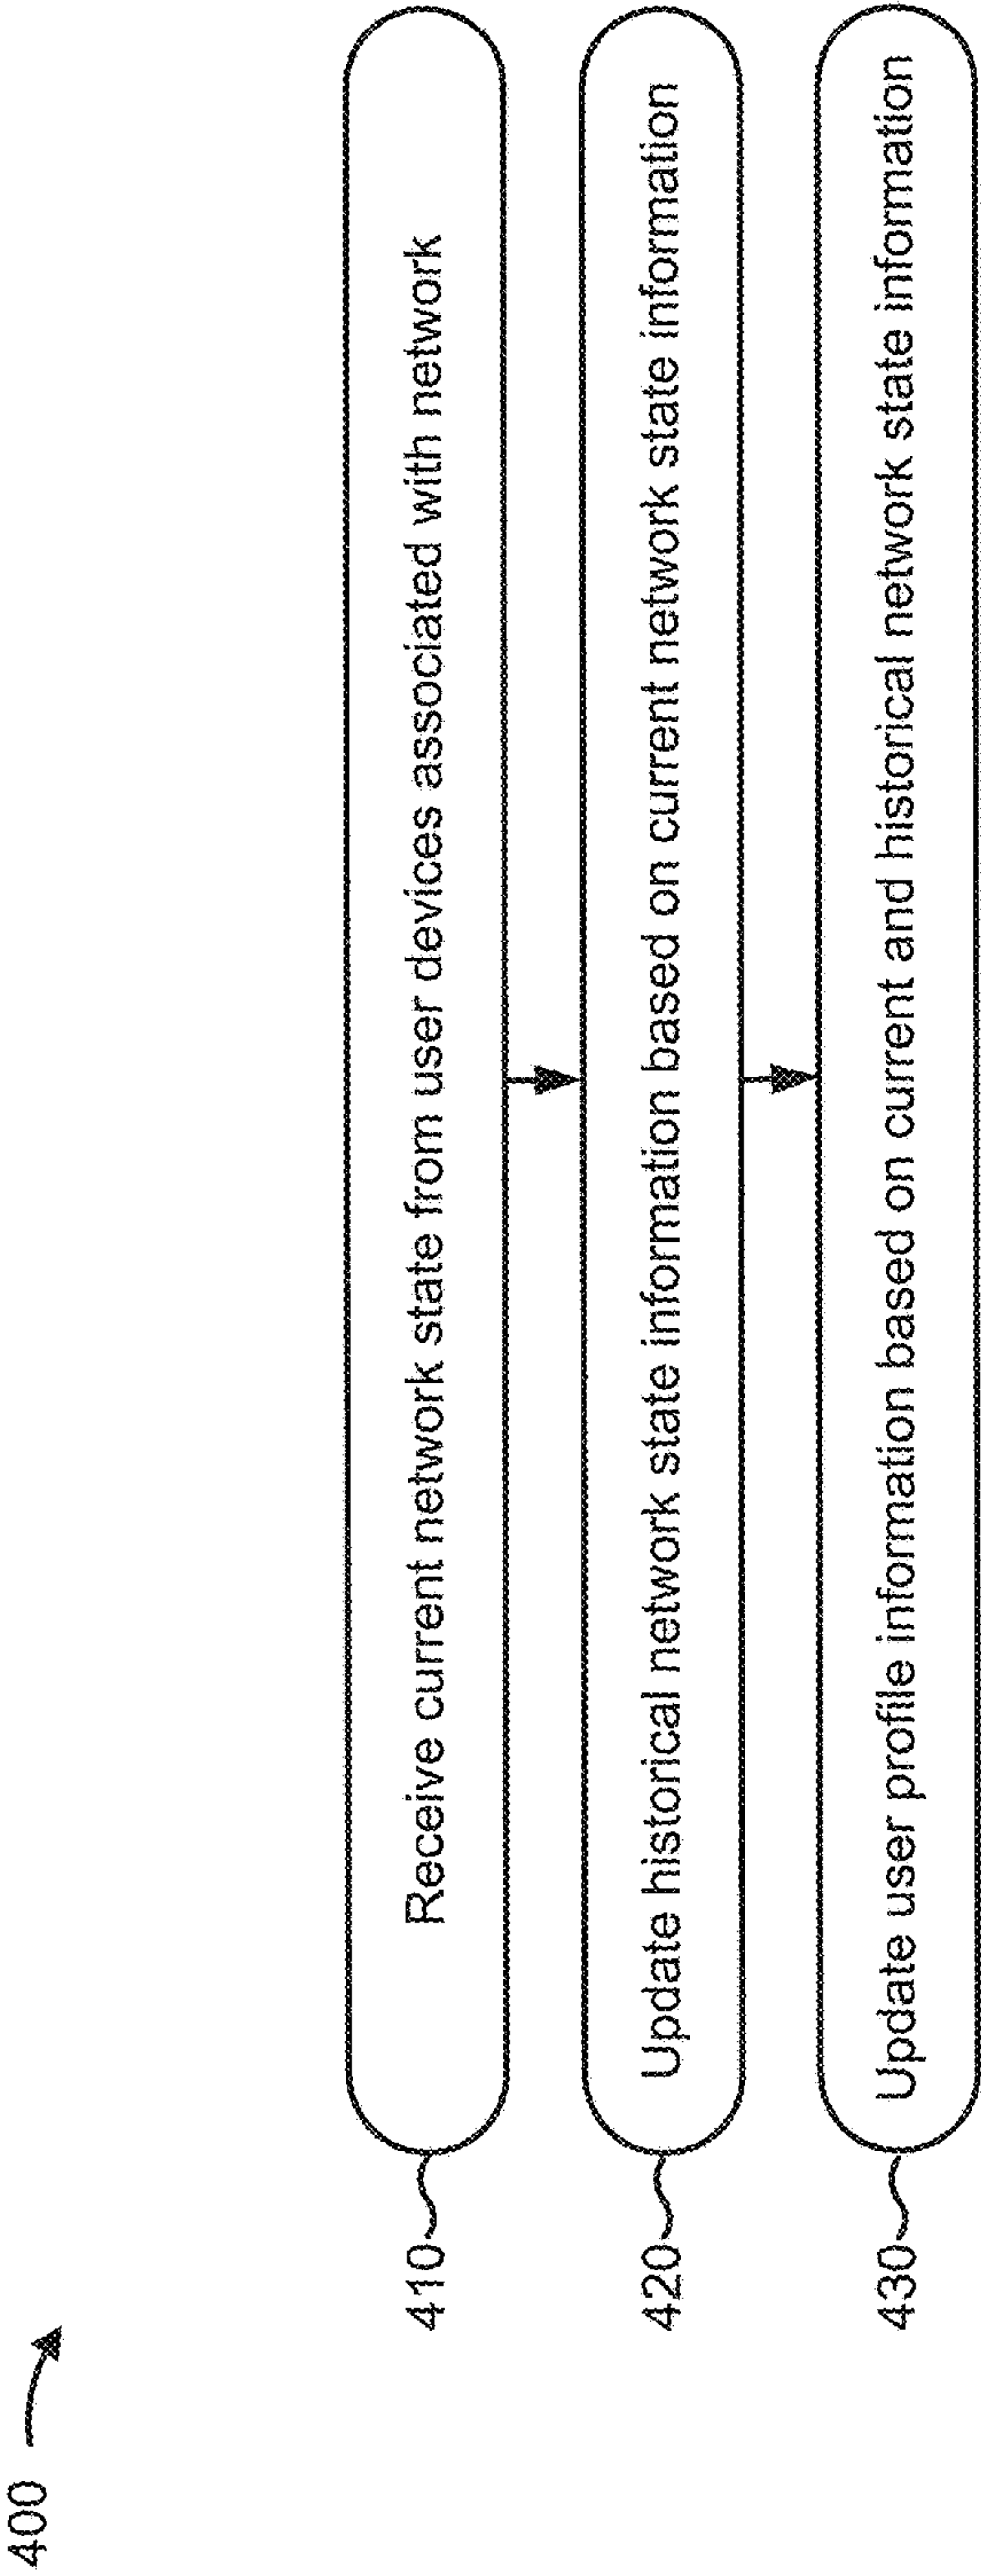 400
410
Receive current network state from user devices associated with network
420
Update historical network state information based on current network state information
430
Update user profile information based on current and historical network state information